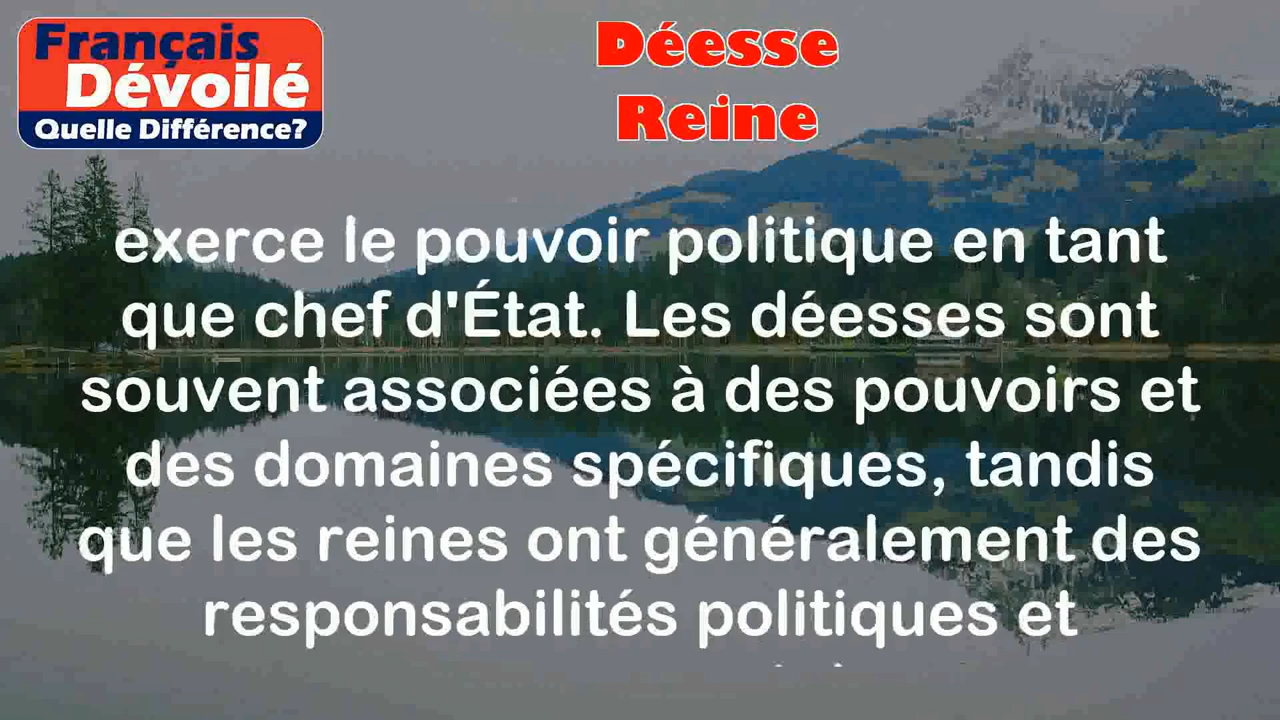 Français
Dévoilé
Quelle Différence?
Déesse
Reine
exerce le pouvoir politique en tant
que chef d'État. Les déesses sont
souvent associées à des pouvoirs et
des domaines spécifiques, tandis
que les reines ont généralement des
responsabilités politiques et